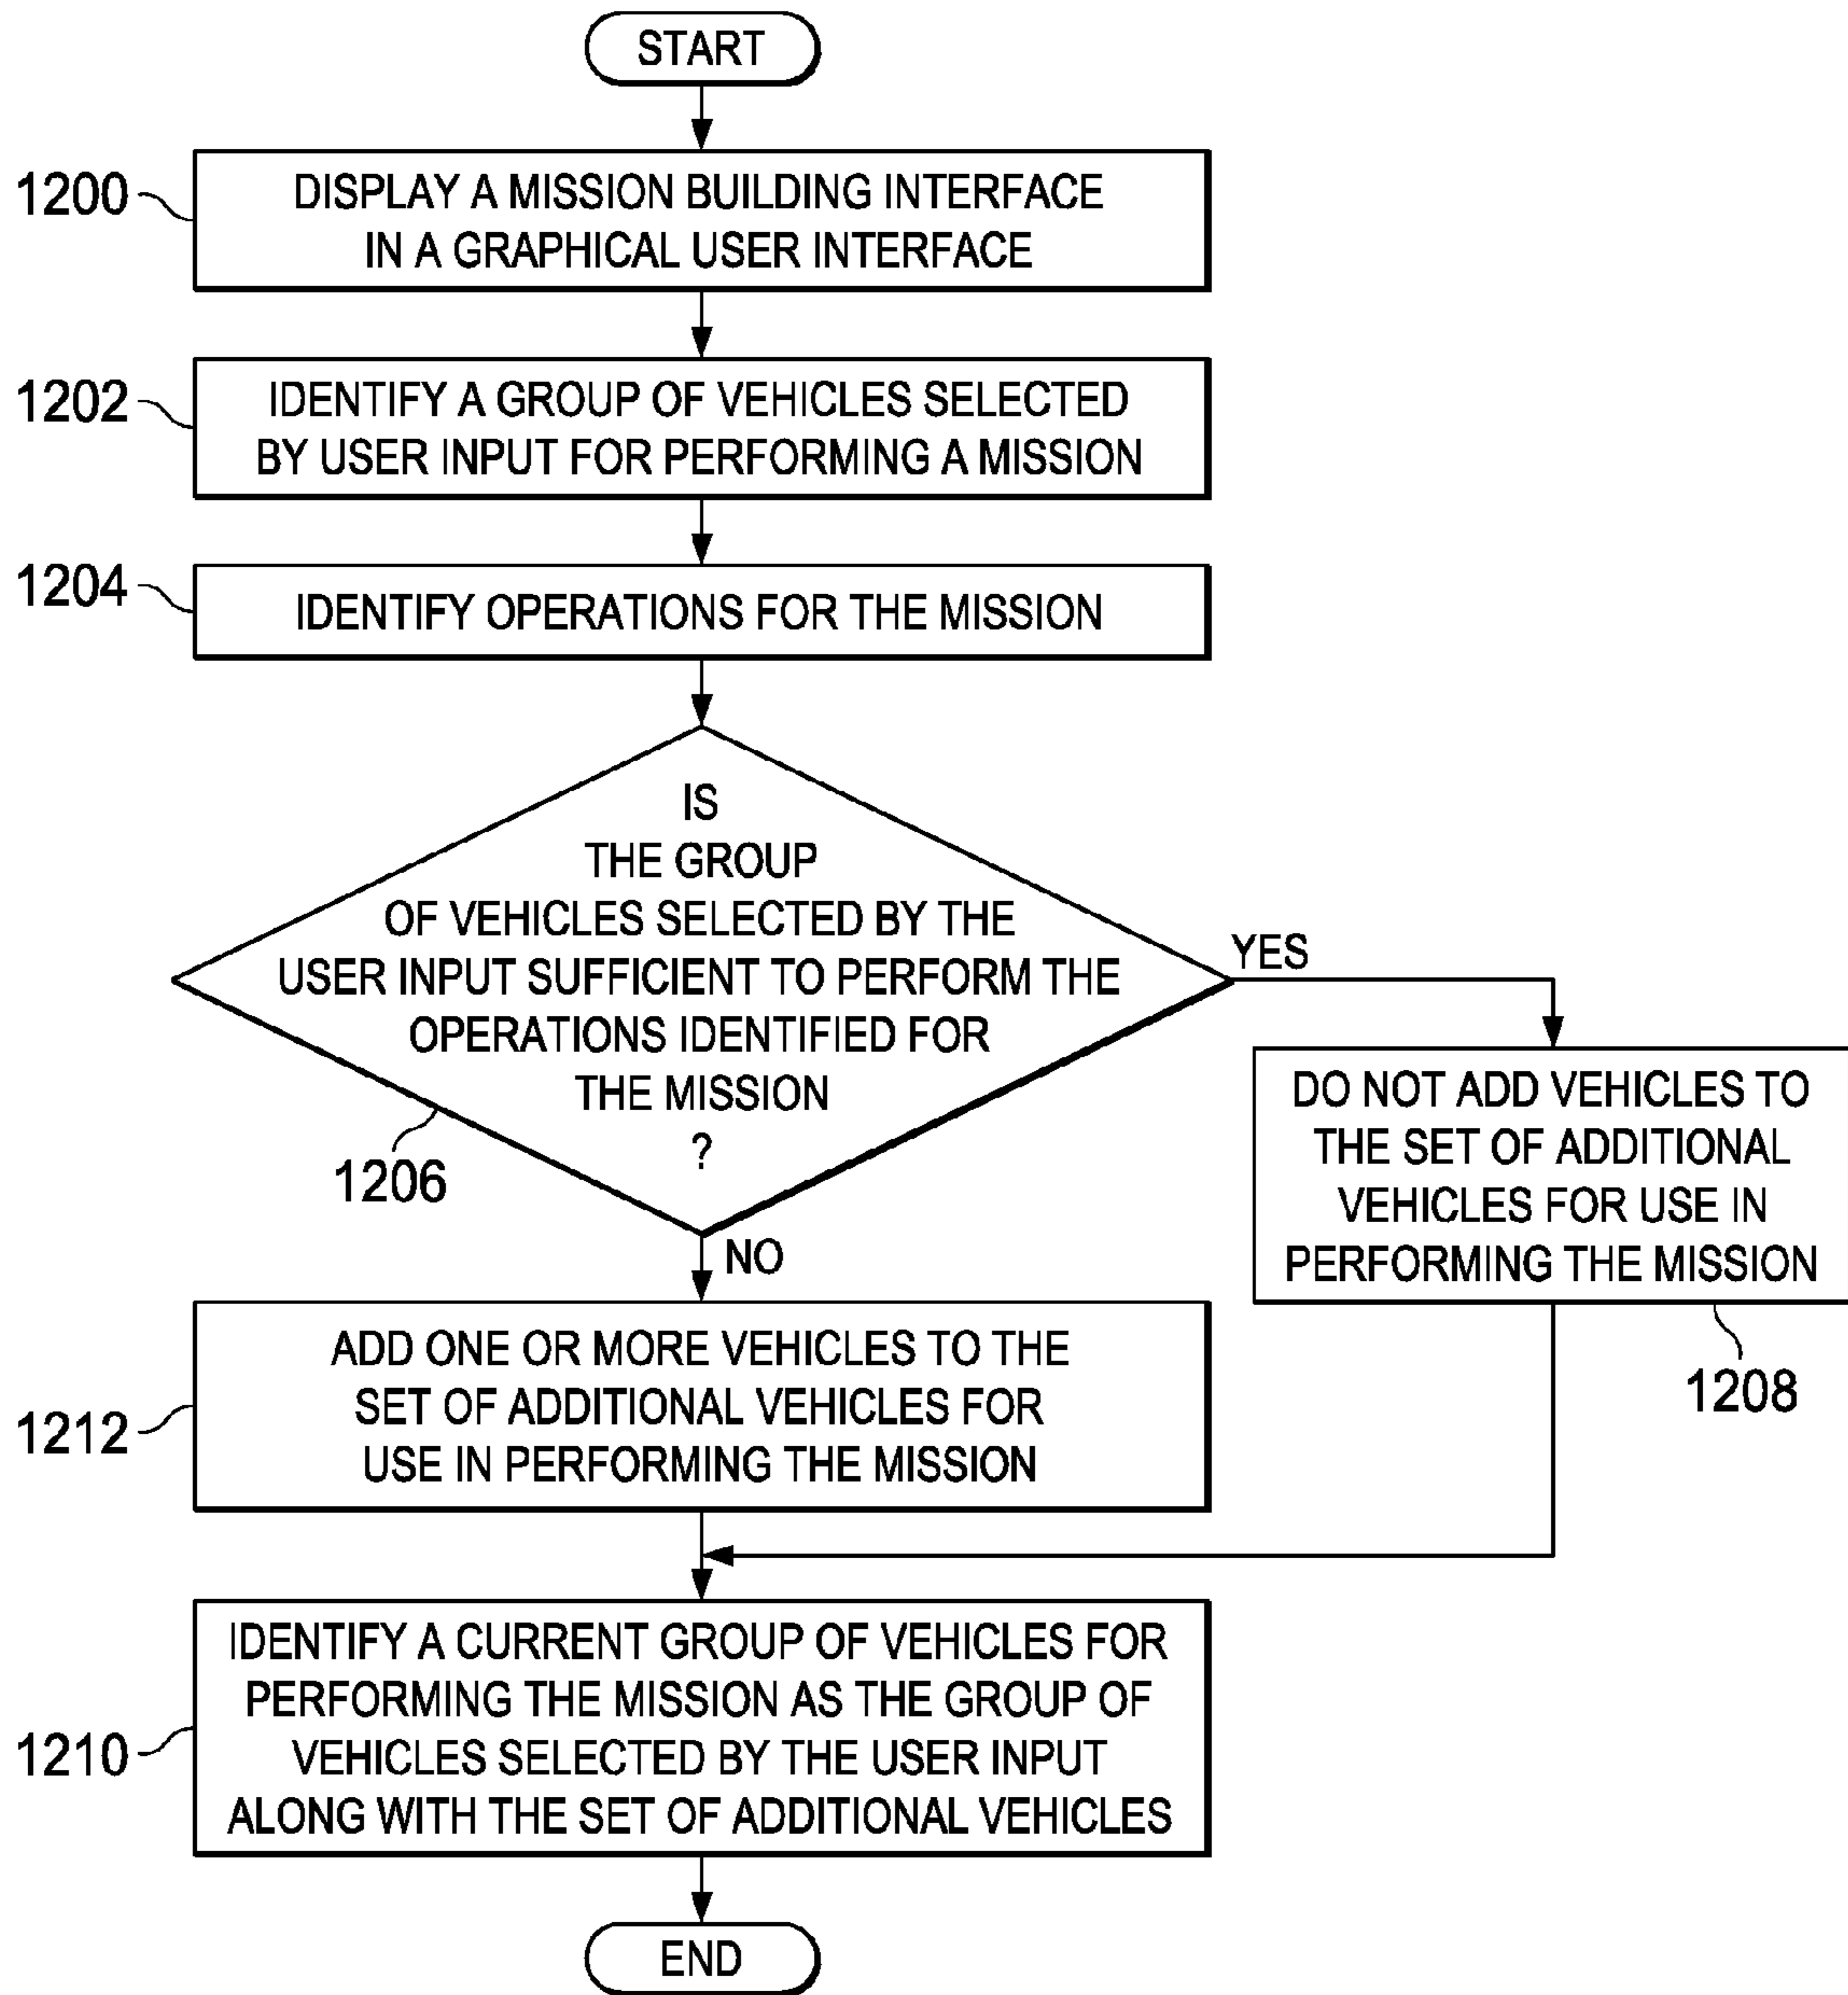 START
1200
DISPLAY A MISSION BUILDING INTERFACE
IN A GRAPHICAL USER INTERFACE
1202
IDENTIFY A GROUP OF VEHICLES SELECTED
BY USER INPUT FOR PERFORMING A MISSION
1204
IDENTIFY OPERATIONS FOR THE MISSION
IS
THE GROUP
OF VEHICLES SELECTED BY THE
USER INPUT SUFFICIENT TO PERFORM THE
OPERATIONS IDENTIFIED FOR
THE MISSION
?
1206
YES
DO NOT ADD VEHICLES TO
THE SET OF ADDITIONAL
VEHICLES FOR USE IN
PERFORMING THE MISSION
1208
NO
ADD ONE OR MORE VEHICLES TO THE
SET OF ADDITIONAL VEHICLES FOR
USE IN PERFORMING THE MISSION
1212
IDENTIFY A CURRENT GROUP OF VEHICLES FOR
PERFORMING THE MISSION AS THE GROUP OF
VEHICLES SELECTED BY THE USER INPUT
ALONG WITH THE SET OF ADDITIONAL VEHICLES
1210
END